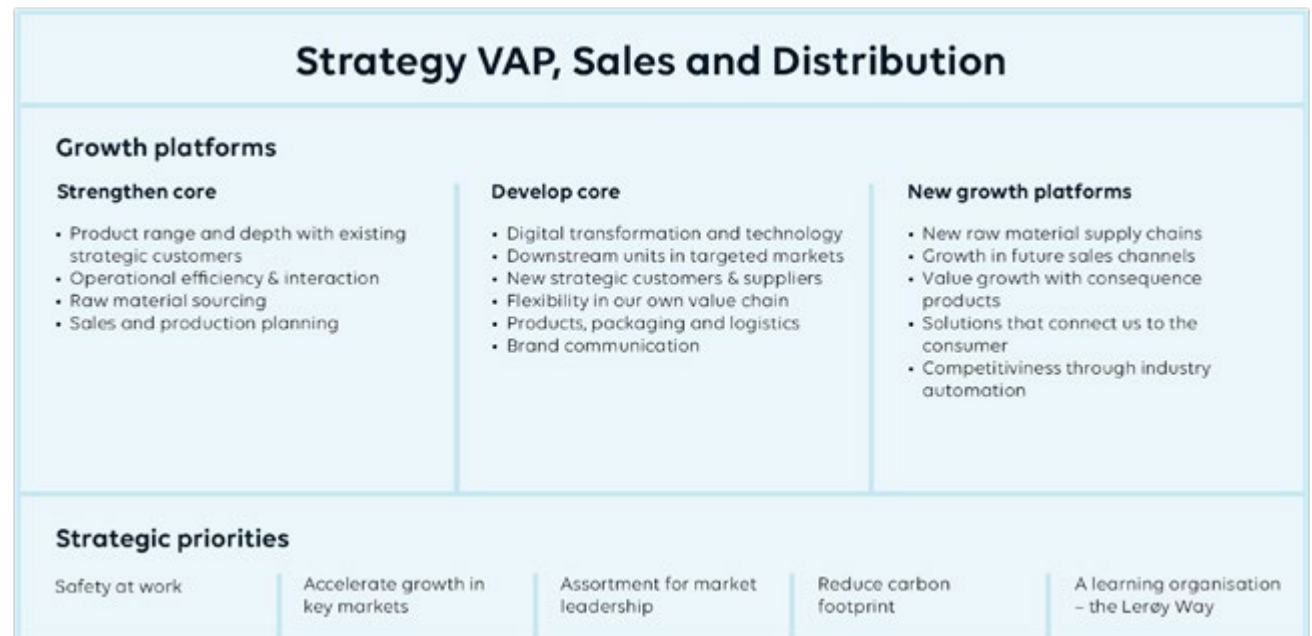 Strategy VAP, Sales and Distribution
Growth platforms
Strengthen core
• Product range and depth with existing
strategic customers
• Operational efficiency & interaction
• Raw material sourcing
• Sales and production planning
Develop core
• Digital transformation and technology
• Downstream units in targeted markets
• New strategic customers & suppliers
• Flexibility in our own value chain
• Products, packaging and logistics
• Brand communication
New growth platforms
• New raw material supply chains
• Growth in future sales channels
• Value growth with consequence
products
• Solutions that connect us to the
consumer
• Competitiviness through industry
automation
Strategic priorities
Safety at work
Accelerate growth in
key markets
Assortment for market
leadership
Reduce carbon
footprint
A learning organisation
– the Lerøy Way